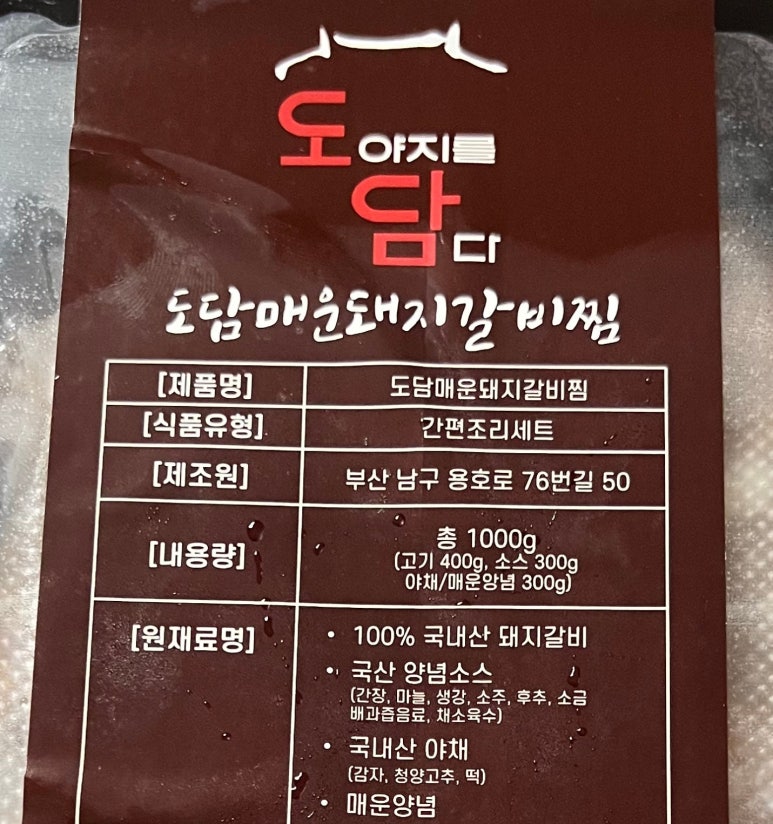 도야지를
담다
도담매운돼지갈비찜
[제품명] 도담매운돼지갈비찜
[식품유형] 간편조리세트
[제조원] 부산 남구 용호로 76번길 50
[내용량] 총 1000g
(고기 400g, 소스 300g
야채/매운양념 300g)
[원재료명] • 100% 국내산 돼지갈비
• 국산 양념소스
(간장, 마늘, 생강, 소주, 후추, 소금
배과즙음료, 채소육수)
• 국내산 야채
(감자, 청양고추, 떡)
• 매운양념